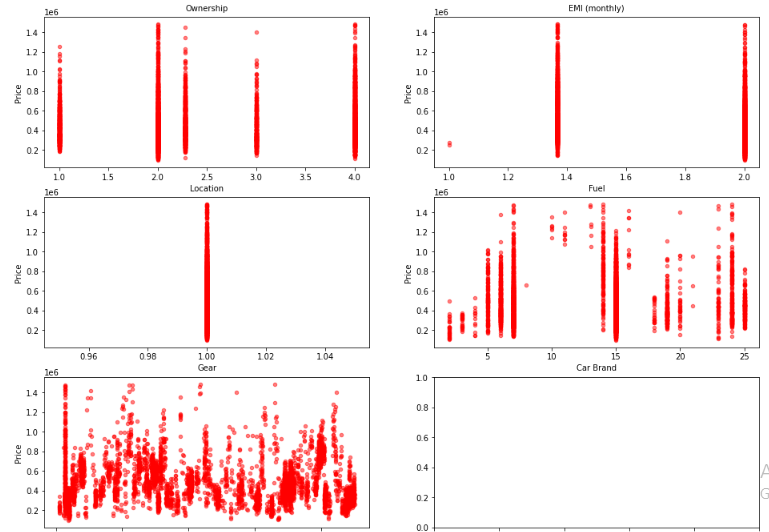 Ownership
1e6
1.4
1.2
1.0
0.8
0.6
0.4
0.2
Price
1.0 1.5 2.0 2.5 3.0 3.5 4.0
EMI (monthly)
1e6
1.4
1.2
1.0
0.8
0.6
0.4
0.2
Price
1.0 1.2 1.4 1.6 1.8 2.0
Location
1e6
1.4
1.2
1.0
0.8
0.6
0.4
0.2
Price
0.96 0.98 1.00 1.02 1.04
Fuel
1e6
1.4
1.2
1.0
0.8
0.6
0.4
0.2
Price
5 10 15 20 25
Gear
1e6
1.4
1.2
1.0
0.8
0.6
0.4
0.2
Price
Car Brand
1.0
0.8
0.6
0.4
0.2
0.0
A
G